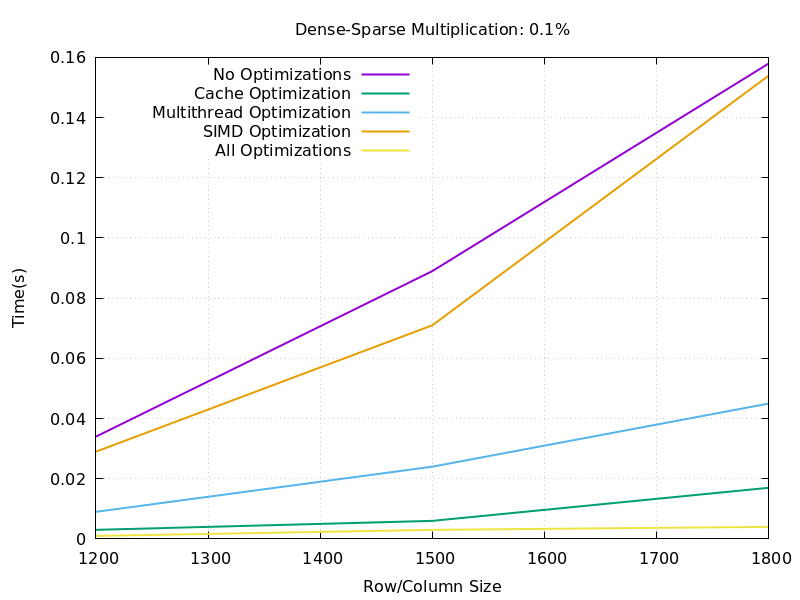 Dense-Sparse Multiplication: 0.1%
No Optimizations
Cache Optimization
Multithread Optimization
SIMD Optimization
All Optimizations
0.16
0.14
0.12
0.1
0.08
0.06
0.04
0.02
0
Time(s)
1200 1300 1400 1500 1600 1700 1800
Row/Column Size